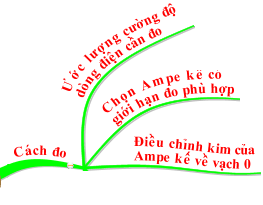 Ước lượng cường độ
dòng điện cần đo
Chọn Ampe kế có
giới hạn đo phù hợp
Điều chỉnh kim của
Ampe kế về vạch 0
Cách đo